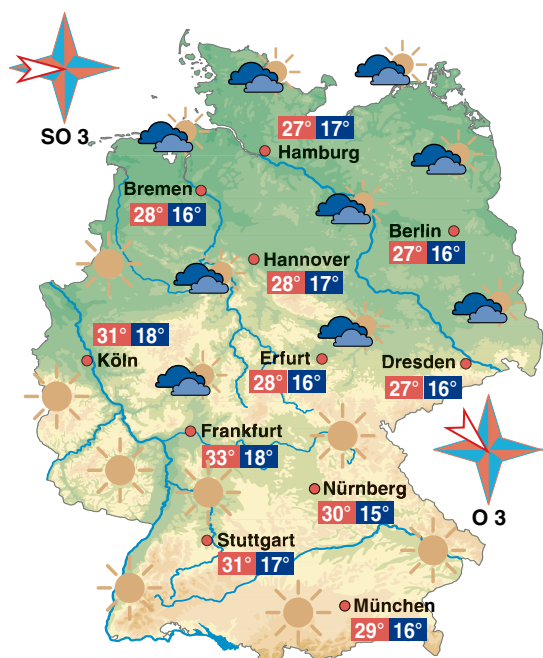 SO 3
27° 17°
Hamburg
Bremen
28° 16°
Berlin
27° 16°
Hannover
28° 17°
31° 18°
Köln
Erfurt
28° 16°
Dresden
27° 16°
Frankfurt
33° 18°
O 3
Nürnberg
30° 15°
Stuttgart
31° 17°
München
29° 16°